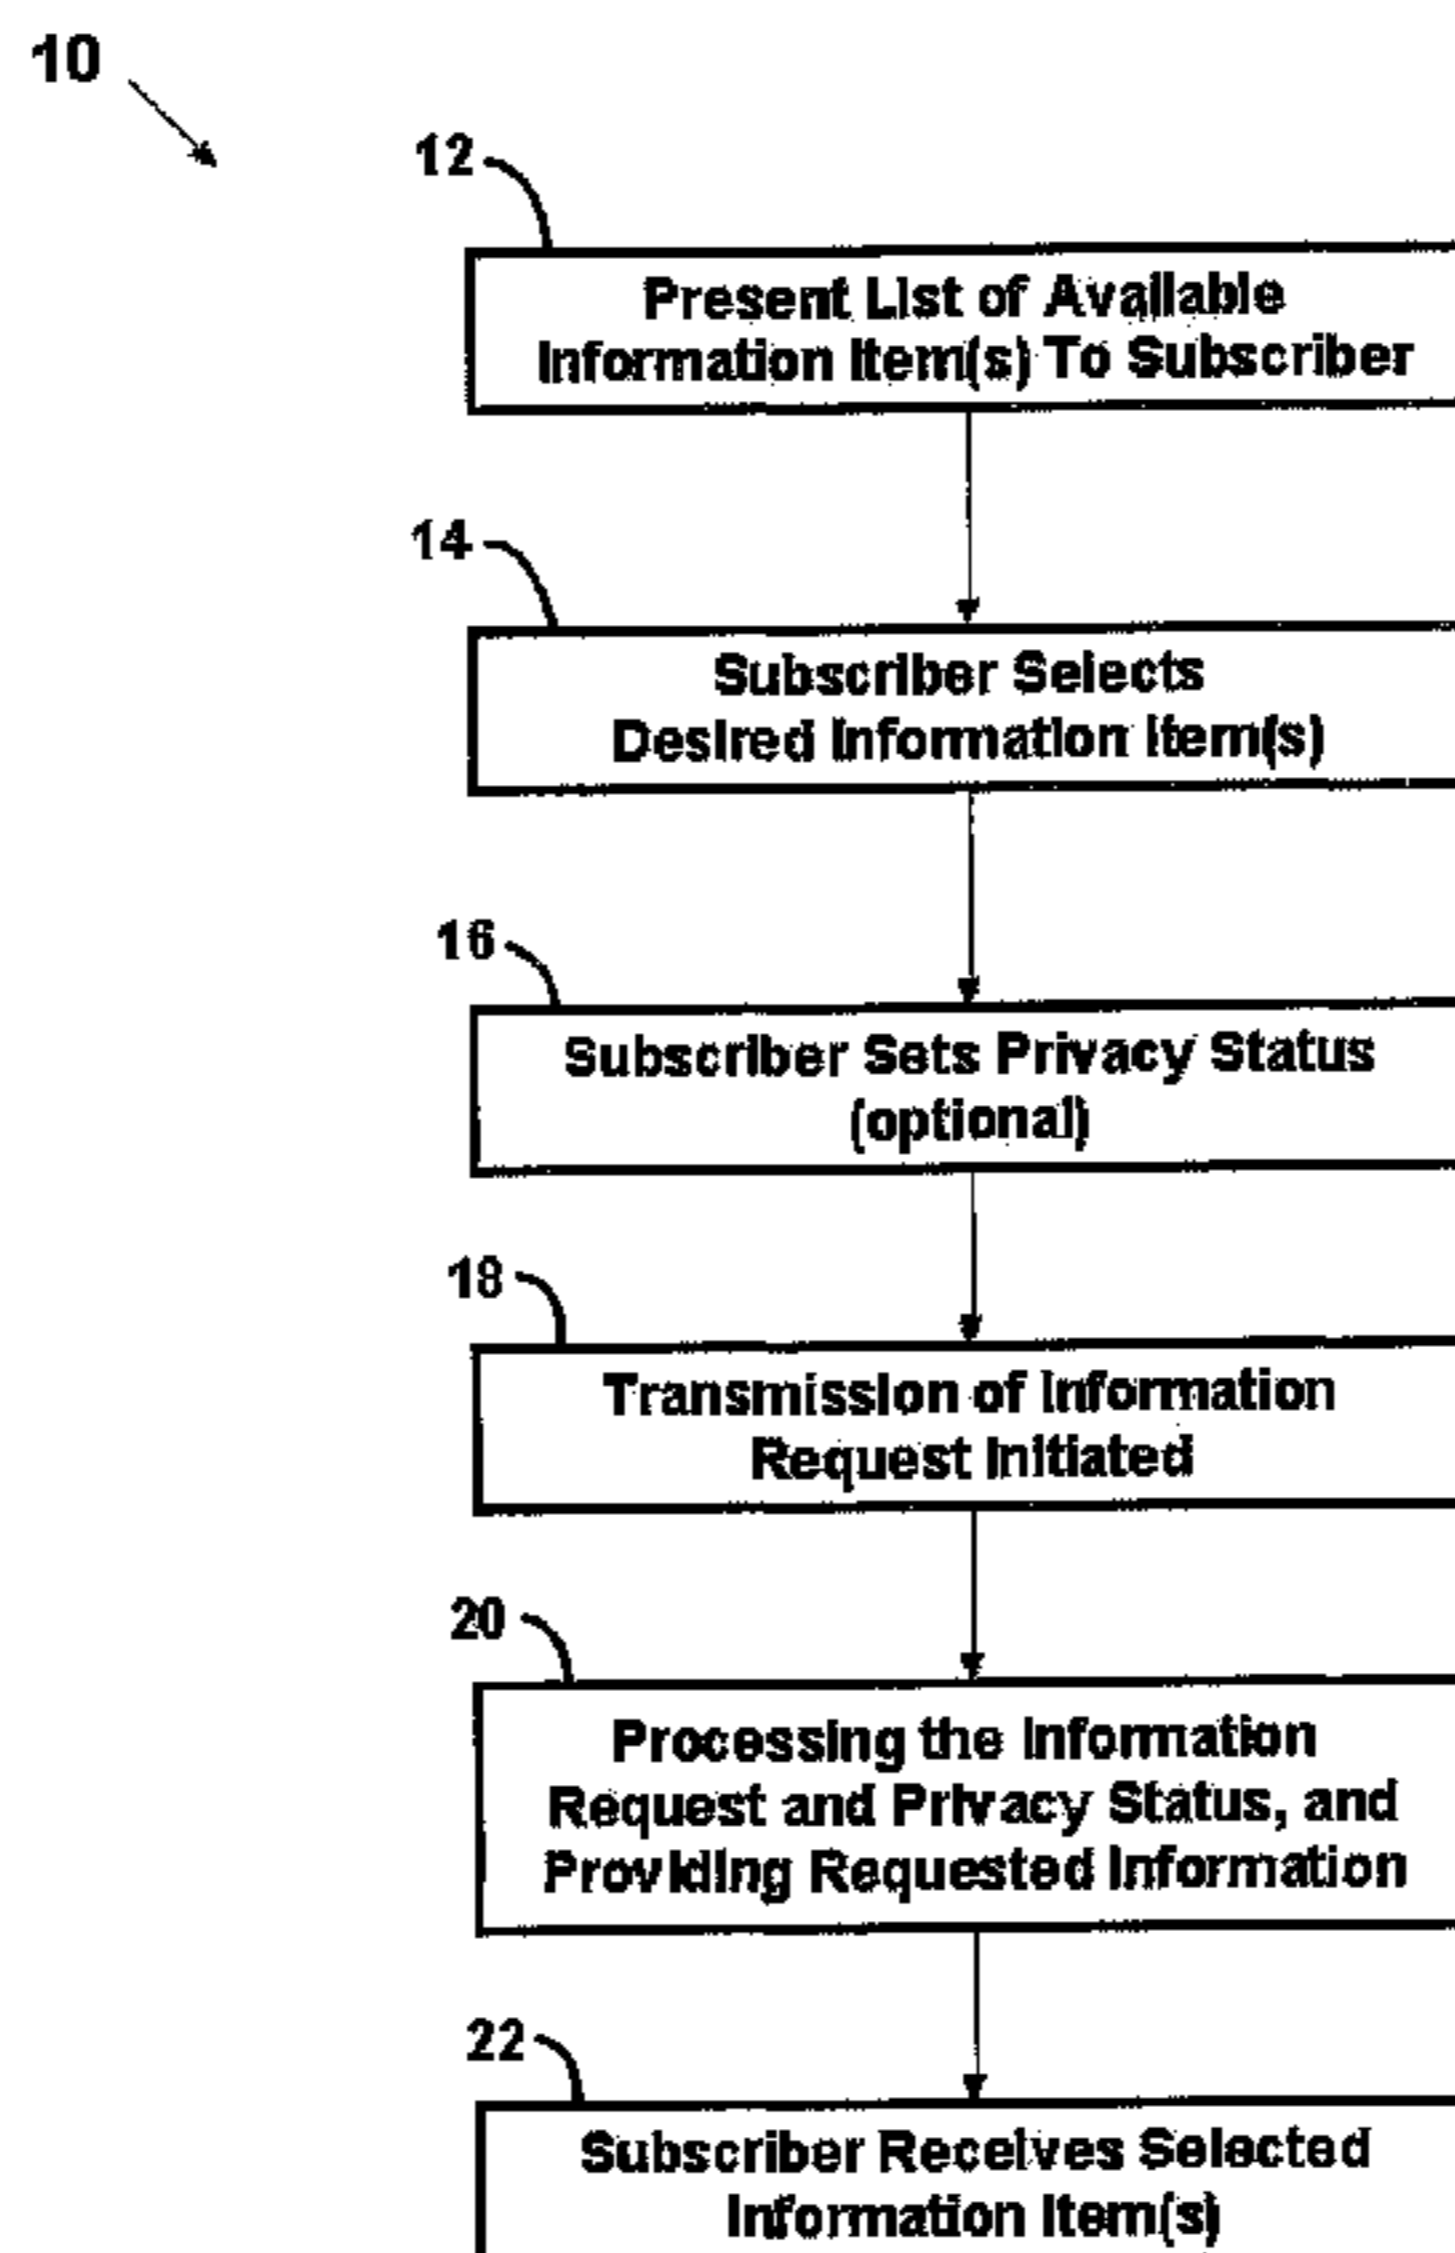 10
12
Present List of Available
Information Item(s) To Subscriber
14
Subscriber Selects
Desired Information Item(s)
16
Subscriber Sets Privacy Status
(optional)
18
Transmission of Information
Request Initiated
20
Processing the Information
Request and Privacy Status, and
Providing Requested Information
22
Subscriber Receives Selected
Information Item(s)